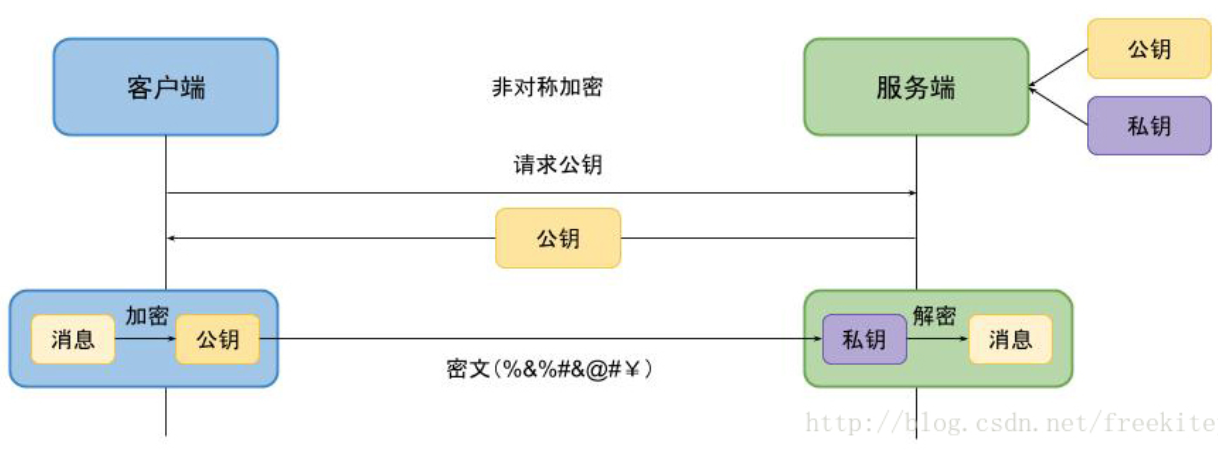 客户端
非对称加密
服务端
公钥
私钥
请求公钥
公钥
消息
加密
公钥
密文(%&%#&@#¥)
私钥
解密
消息
http://blog.csdn.net/freekite